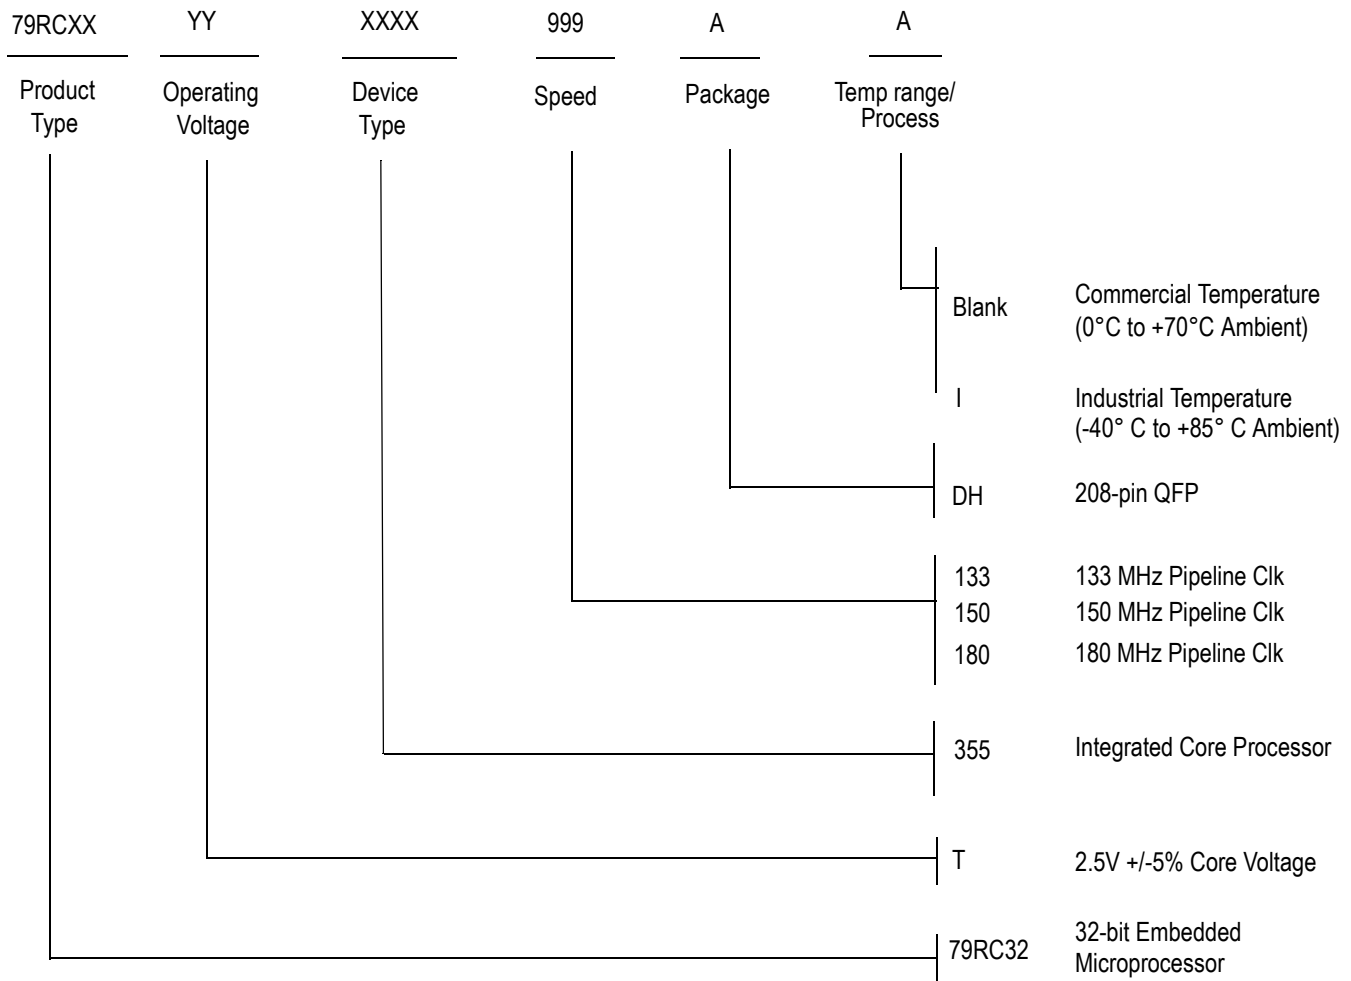 79RCXX YY XXXX 999 A A
Product Type
Operating Voltage
Device Type
Speed
Package
Temp range/ Process
Blank
Commercial Temperature
(0°C to +70°C Ambient)
I
Industrial Temperature
(-40° C to +85° C Ambient)
DH
208-pin QFP
133
133 MHz Pipeline Clk
150
150 MHz Pipeline Clk
180
180 MHz Pipeline Clk
355
Integrated Core Processor
T
2.5V +/-5% Core Voltage
79RC32
32-bit Embedded
Microprocessor